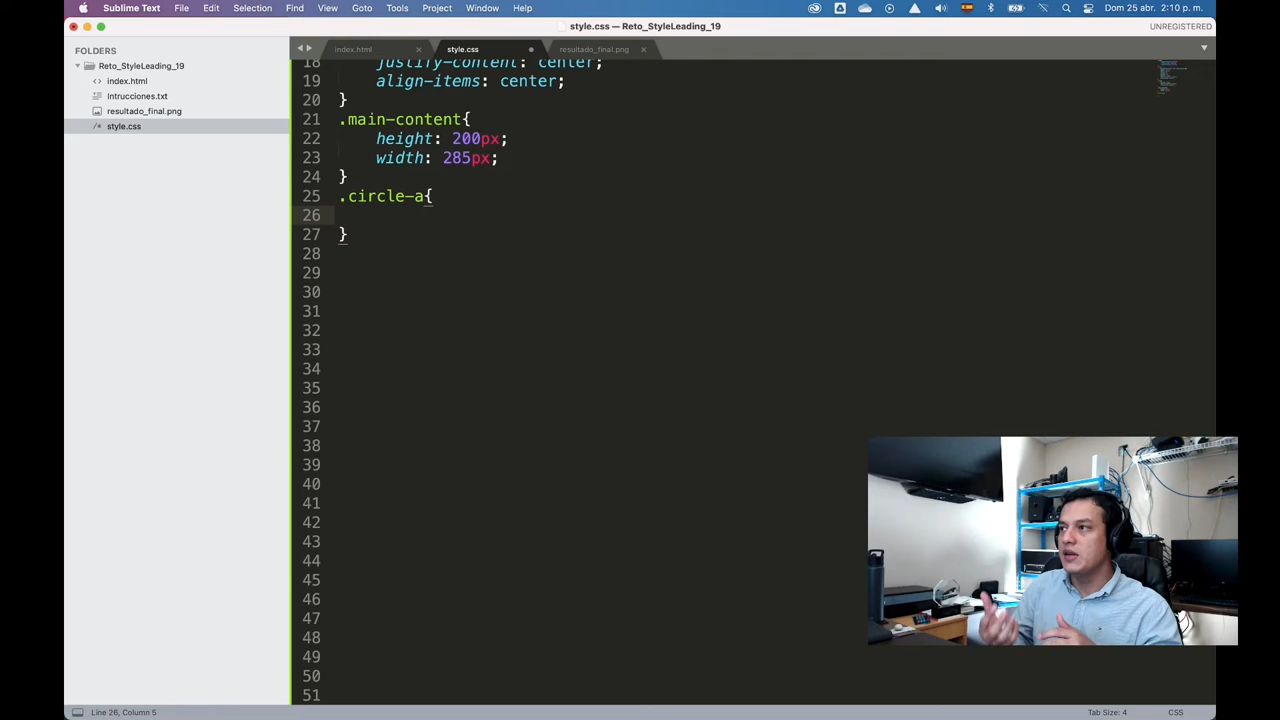 Sublime Text File Edit Selection Find View Goto Tools Project Window Help Dom 25 abr. 2:10 p. m.
style.css — Reto_StyleLeading_19 UNREGISTERED
FOLDERS
Reto_StyleLeading_19
<> index.html
Intrucciones.txt
resultado_final.png
/* style.css
index.html × style.css resultado_final.png ×
18 justify-content: center;
19 align-items: center;
20 }
21 .main-content{
22 height: 200px;
23 width: 285px;
24 }
25 .circle-a{
26
27 }
28
29
30
31
32
33
34
35
36
37
38
39
40
41
42
43
44
45
46
47
48
49
50
51
Line 26, Column 5 Tab Size: 4 CSS